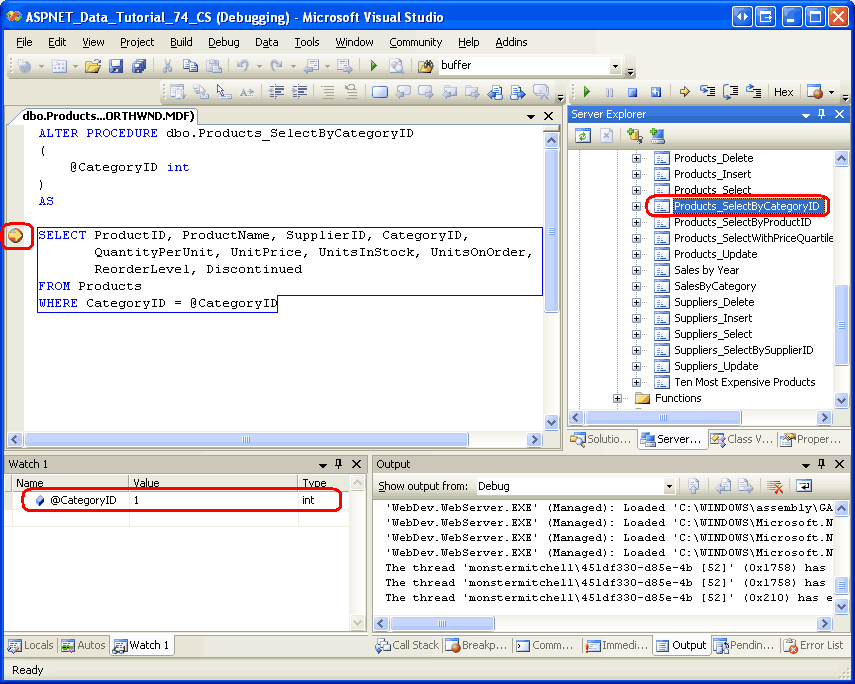 ASPNET_Data_Tutorial_74_CS (Debugging) - Microsoft Visual Studio
File Edit View Project Build Debug Data Tools Window Community Help Addins
buffer
Hex
dbo.Products...ORTHWND.MDF)
ALTER PROCEDURE dbo.Products_SelectByCategoryID
(
@CategoryID int
)
AS
SELECT ProductID, ProductName, SupplierID, CategoryID,
QuantityPerUnit, UnitPrice, UnitsInStock, UnitsOnOrder,
ReorderLevel, Discontinued
FROM Products
WHERE CategoryID = @CategoryID
Server Explorer
Products_Delete
Products_Insert
Products_Select
Products_SelectByCategoryID
Products_SelectByProductID
Products_SelectWithPriceQuartile
Products_Update
Sales by Year
SalesByCategory
Suppliers_Delete
Suppliers_Insert
Suppliers_Select
Suppliers_SelectBySupplierID
Suppliers_Update
Ten Most Expensive Products
Functions
Solutio... Server... Class V... Proper...
Watch 1
Name Value Type
@CategoryID 1 int
Locals Autos Watch 1
Output
Show output from: Debug
'WebDev.WebServer.EXE' (Managed): Loaded 'C:\WINDOWS\assembly\GA
'WebDev.WebServer.EXE' (Managed): Loaded 'C:\WINDOWS\Microsoft.N
'WebDev.WebServer.EXE' (Managed): Loaded 'C:\WINDOWS\Microsoft.N
'WebDev.WebServer.EXE' (Managed): Loaded 'C:\WINDOWS\Microsoft.N
The thread 'monstermitchell\451df330-d85e-4b [52]' (0x1758) has
The thread 'monstermitchell\451df330-d85e-4b [52]' (0x1758) has
The thread 'monstermitchell\451df330-d85e-4b [52]' (0x210) has e
Call Stack Breakp... Comm... Immedi... Output Pendin... Error List
Ready